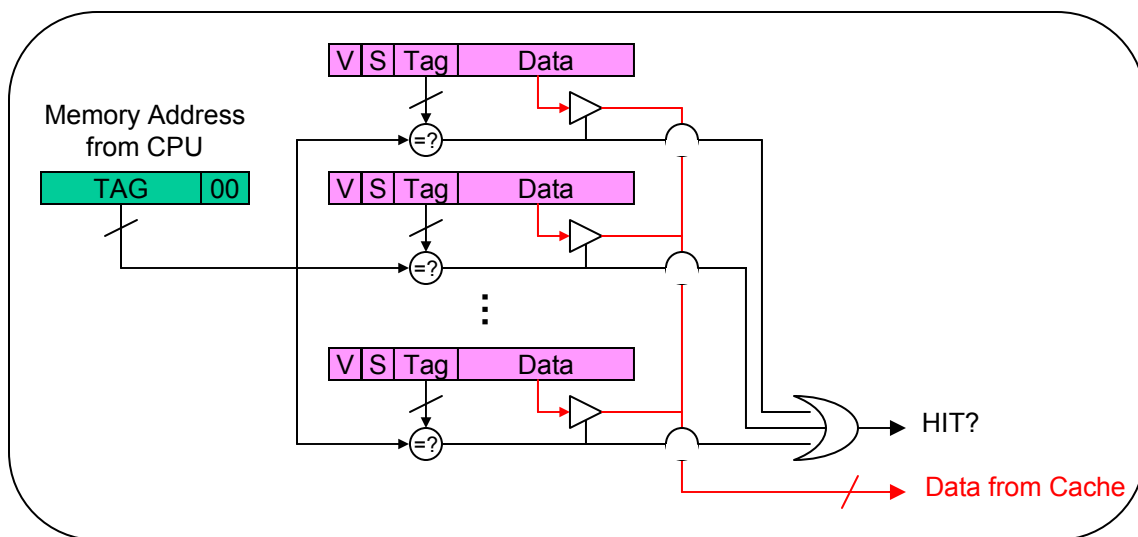 V S Tag Data
Memory Address
from CPU
=?
TAG 00
V S Tag Data
=?
⋮
V S Tag Data
=?
HIT?
Data from Cache